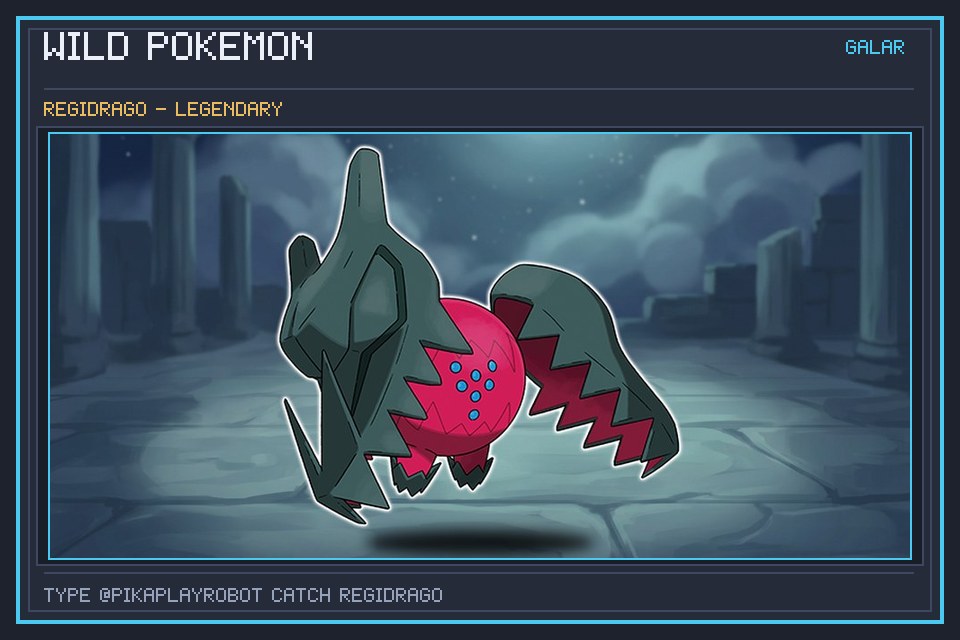 WILD POKEMON
GALAR
REGIDRAGO - LEGENDARY
TYPE @PIKAPLAYROBOT CATCH REGIDRAGO